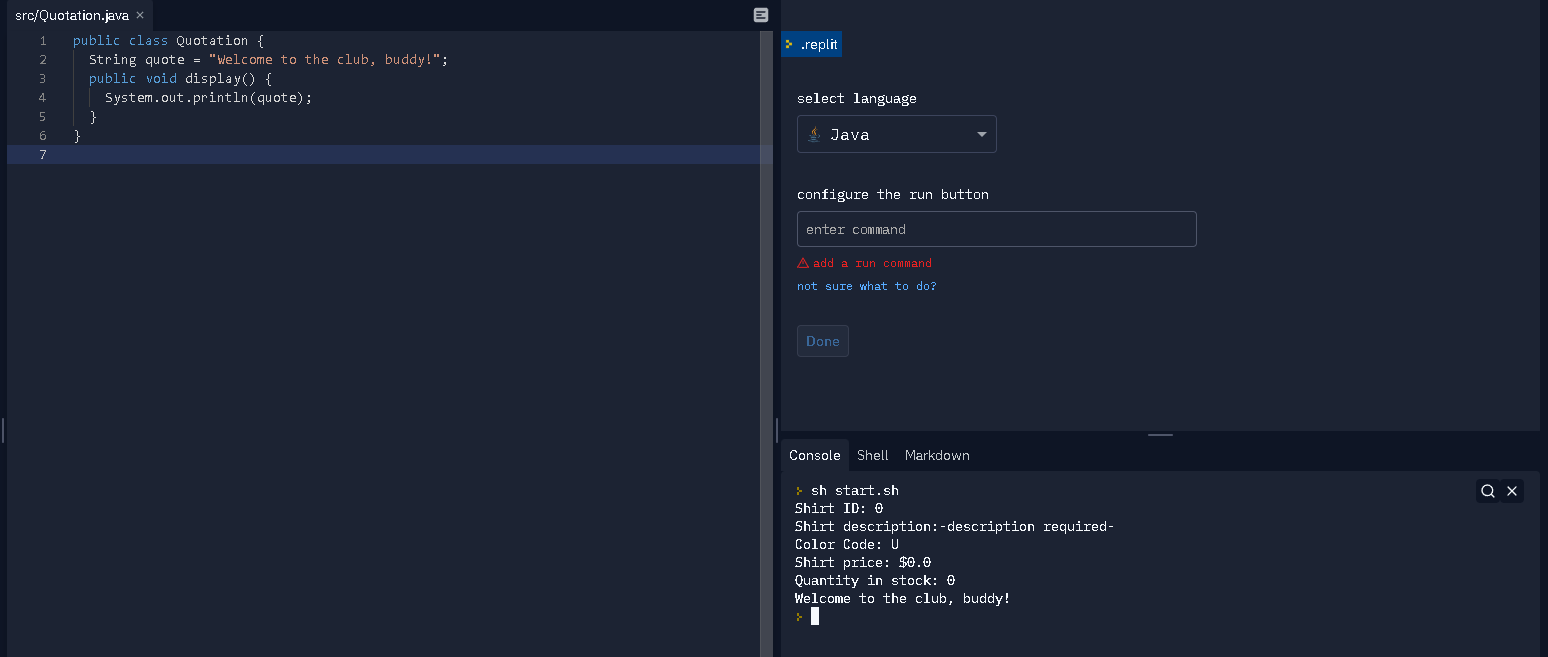 src/Quotation.java ×
1 public class Quotation {
2 String quote = "Welcome to the club, buddy!";
3 public void display() {
4 System.out.println(quote);
5 }
6 }
7
.replit
select language
Java
configure the run button
enter command
add a run command
not sure what to do?
Done
Console Shell Markdown
sh start.sh
Shirt ID: 0
Shirt description:-description required-
Color Code: U
Shirt price: $0.0
Quantity in stock: 0
Welcome to the club, buddy!